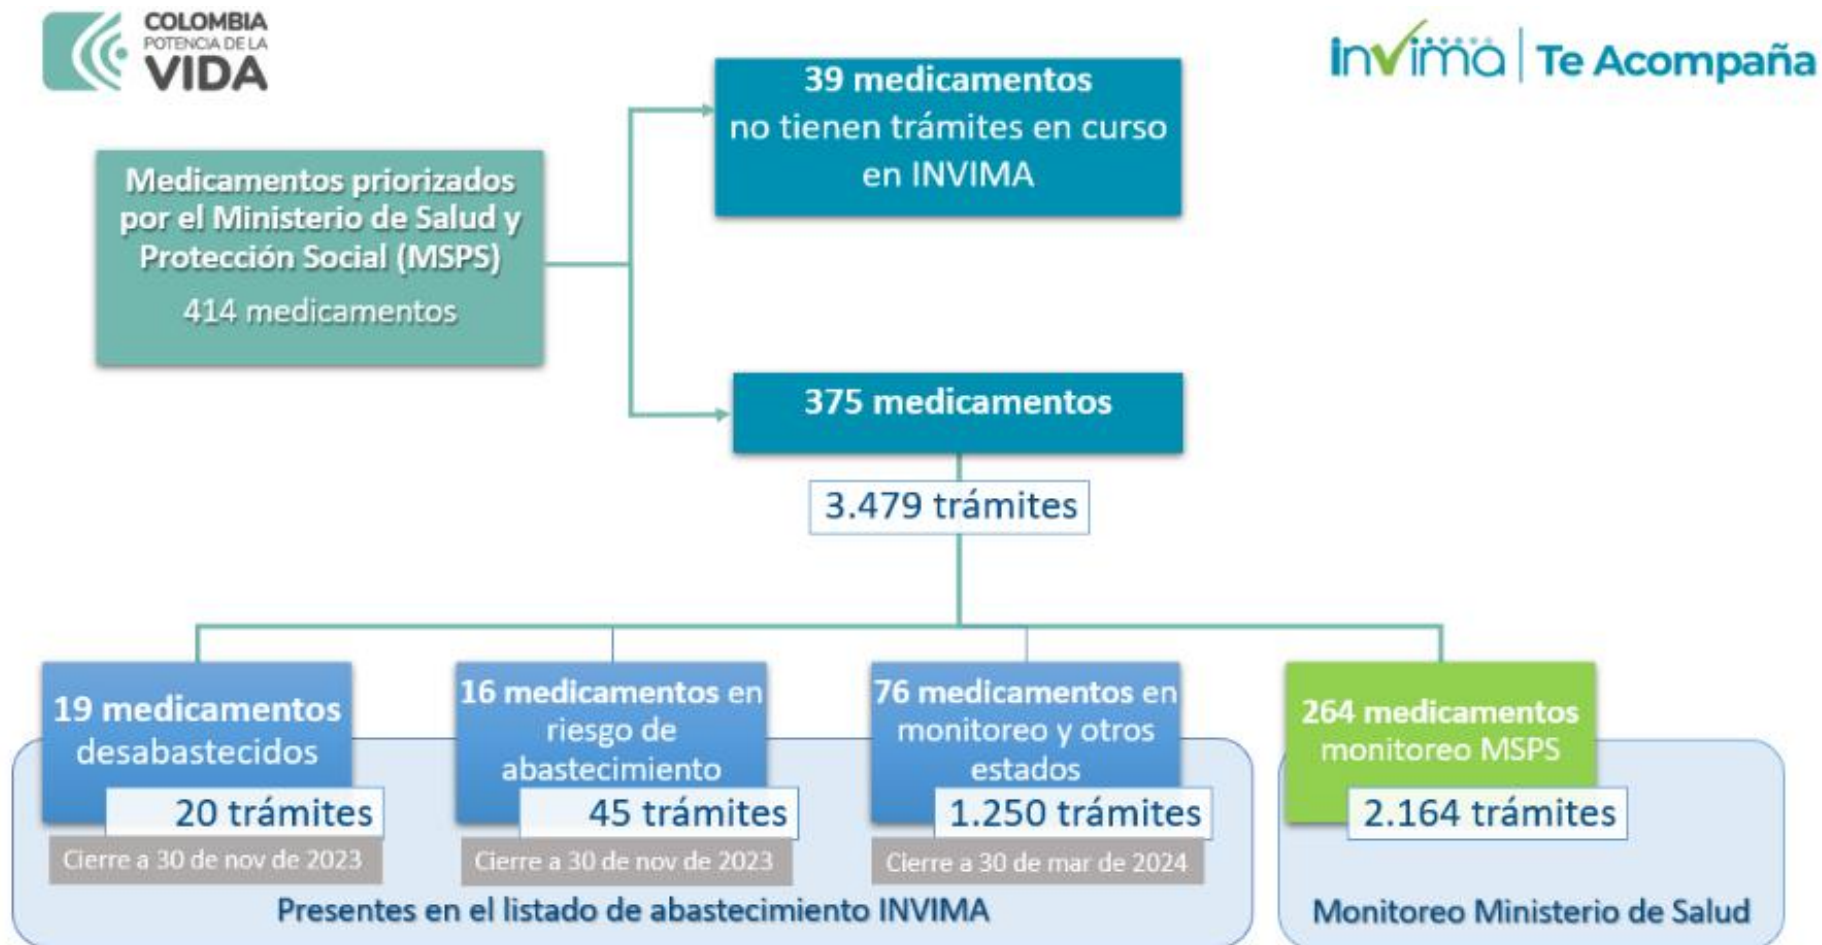 COLOMBIA
POTENCIA DE LA
VIDA
invima | Te Acompaña
39 medicamentos
no tienen trámites en curso
en INVIMA
Medicamentos priorizados
por el Ministerio de Salud y
Protección Social (MSPS)
414 medicamentos
375 medicamentos
3.479 trámites
19 medicamentos
desabastecidos
20 trámites
Cierre a 30 de nov de 2023
16 medicamentos en
riesgo de
abastecimiento
45 trámites
Cierre a 30 de nov de 2023
76 medicamentos en
monitoreo y otros
estados
1.250 trámites
Cierre a 30 de mar de 2024
Presentes en el listado de abastecimiento INVIMA
264 medicamentos
monitoreo MSPS
2.164 trámites
Monitoreo Ministerio de Salud